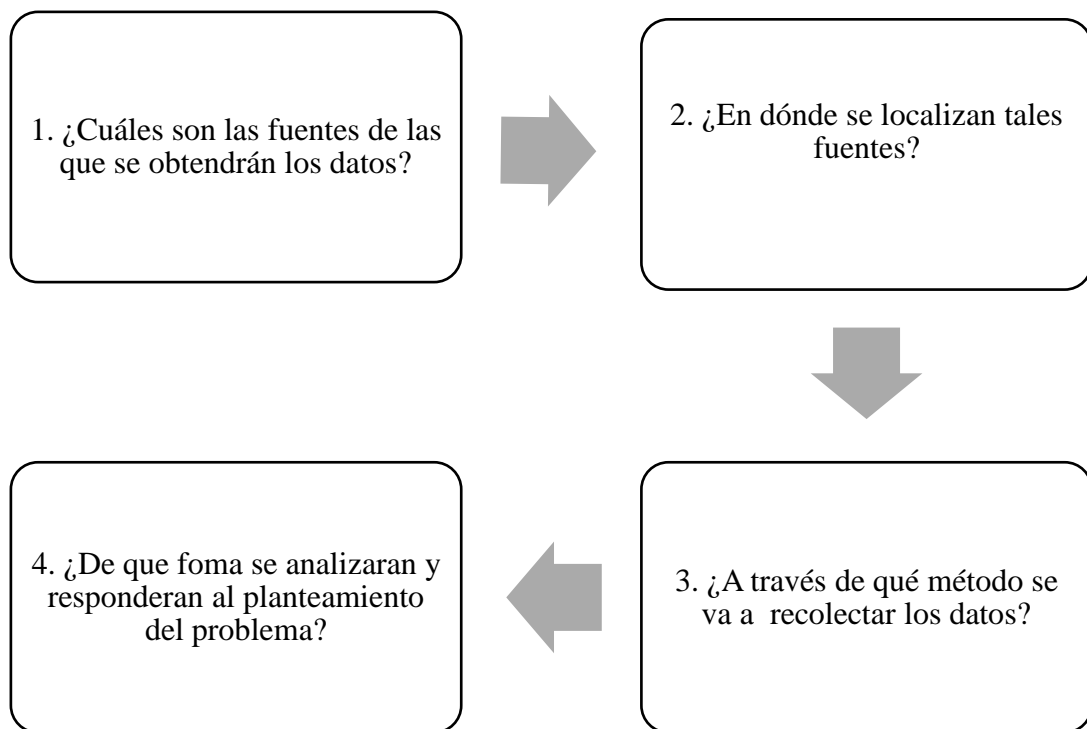 1. ¿Cuáles son las fuentes de las
que se obtendrán los datos?
2. ¿En dónde se localizan tales
fuentes?
3. ¿A través de qué método se
va a  recolectar los datos?
4. ¿De que foma se analizaran y
responderan al planteamiento
del problema?